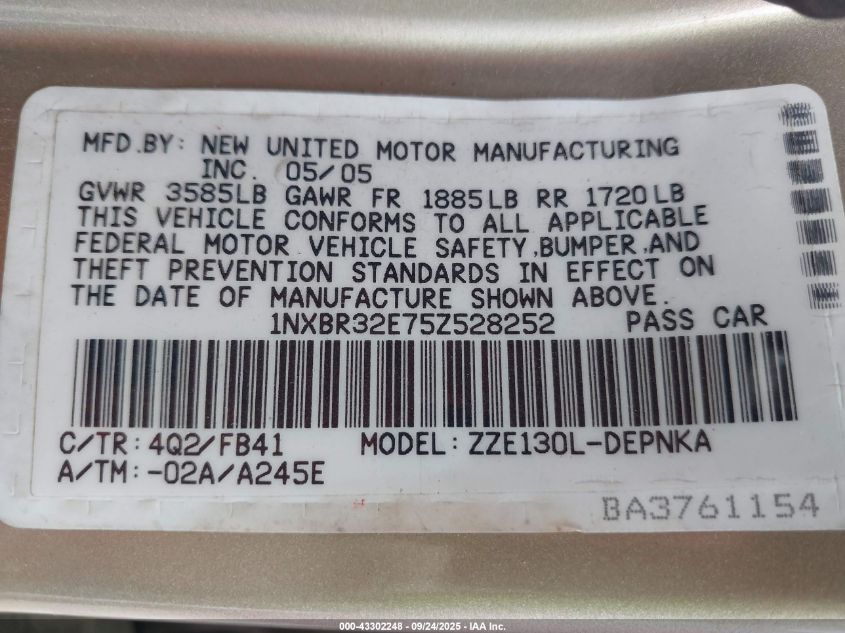 MFD.BY: NEW UNITED MOTOR MANUFACTURING
INC. 05/05
GVWR 3585LB GAWR FR 1885LB RR 1720LB
THIS VEHICLE CONFORMS TO ALL APPLICABLE
FEDERAL MOTOR VEHICLE SAFETY,BUMPER,AND
THEFT PREVENTION STANDARDS IN EFFECT ON
THE DATE OF MANUFACTURE SHOWN ABOVE.
1NXBR32E75Z528252 PASS CAR
C/TR: 4Q2/FB41 MODEL: ZZE130L-DEPNKA
A/TM:-02A/A245E
BA3761154
000-43302248 - 09/24/2025 - IAA Inc.